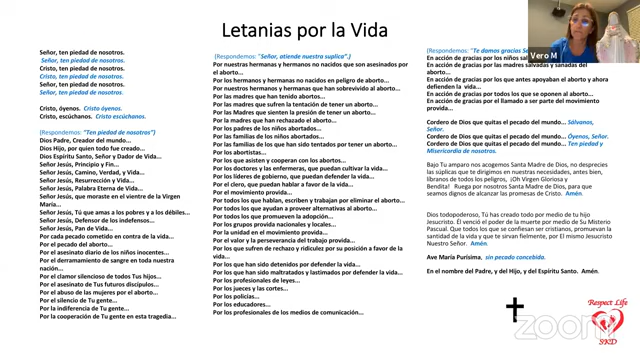 Letanias por la Vida
Señor, ten piedad de nosotros.
Señor, ten piedad de nosotros.
Cristo, ten piedad de nosotros.
Cristo, ten piedad de nosotros.
Señor, ten piedad de nosotros.
Señor, ten piedad de nosotros
Cristo, óyenos. Cristo óyenos.
Cristo, escúchanos. Cristo escúchanos.
(Respondemos: "Ten piedad de nosotros")
Dios Padre, Creador del mundo...
Dios Hijo, por quien todo fue creado...
Dios Espíritu Santo, Señor y Dador de Vida...
Señor Jesús, Principio y Fin...
Señor Jesús, Camino, Verdad, y Vida...
Señor Jesús, Resurrección y Vida...
Señor Jesús, Palabra Eterna de Vida...
Señor Jesús, que moraste en el vientre de la Virgen
María...
Señor Jesús, Tú que amas a los pobres y a los débiles...
Señor Jesús, Defensor de los indefensos...
Señor Jesús, Pan de Vida...
Por cada pecado cometido en contra de la vida...
Por el pecado del aborto...
Por el asesinato diario de los niños inocentes...
Por el derramamiento de sangre en toda nuestra
nación...
Por el clamor silencioso de todos Tus hijos...
Por el asesinato de Tus futuros discípulos...
Por el abuso de las mujeres por el aborto...
Por el silencio de Tu gente...
Por la indiferencia de Tu gente...
Por la cooperación de Tu gente en esta tragedia...
(Respondemos: "Señor, atiende nuestra suplica".)
Por nuestras hermanas y hermanos no nacidos que son asesinados por
el aborto...
Por los hermanos y hermanas no nacidos en peligro de aborto...
Por nuestros hermanos y hermanas que han sobrevivido al aborto...
Por las madres que han tenido abortos...
Por las madres que sufren la tentación de tener un aborto...
Por las Madres que sienten la presión de tener un aborto...
Por las madres que han rechazado el aborto...
Por los padres de los niños abortados...
Por las familias de los niños abortados...
Por las familias de los que han sido tentados por tener un aborto...
Por los abortistas...
Por los que asisten y cooperan con los abortos...
Por los doctores y las enfermeras, que puedan cultivar la vida...
Por los líderes de gobierno, que puedan defender la vida...
Por el clero, que puedan hablar a favor de la vida...
Por el movimiento provida...
Por todos los que hablan, escriben y trabajan por eliminar el aborto...
Por todos los que ayudan a proveer alternativas al aborto...
Por todos los que promueven la adopción...
Por los grupos provida nacionales y locales...
Por la unidad en el movimiento provida...
Por el valor y la perseverancia del trabajo provida...
Por los que sufren de rechazo y ridículo por su posición a favor de la
vida...
Por los que han sido detenidos por defender la vida...
Por los que han sido maltratados y lastimados por defender la vida...
Por los profesionales de leyes...
Por los jueces y las cortes...
Por los policías...
Por los educadores...
Por los profesionales de los medios de comunicación...
(Respondemos: "Te damos gracias
En acción de gracias por los niños
En acción de gracias por las madres salvadas y sanadas del
aborto...
En acción de gracias por los que antes apoyaban el aborto y ahora
defienden la vida...
En acción de gracias por todos los que se oponen al aborto...
En acción de gracias por el llamado a ser parte del movimiento
provida...
Cordero de Dios que quitas el pecado del mundo... Sálvanos,
Señor.
Cordero de Dios que quitas el pecado del mundo... Óyenos, Señor.
Cordero de Dios que quitas el pecado del mundo... Ten piedad y
Misericordia de nosotros.
Bajo Tu amparo nos acogemos Santa Madre de Dios, no desprecies
las súplicas que te dirigimos en nuestras necesidades, antes bien,
líbranos de todos los peligros, ¡Oh Virgen Gloriosa y
Bendita! Ruega por nosotros Santa Madre de Dios, para que
seamos dignos de alcanzar las promesas de Cristo. Amén.
Dios todopoderoso, Tú has creado todo por medio de tu hijo
Jesucristo. Él venció el poder de la muerte por medio de Su Misterio
Pascual. Que todos los que se confiesan ser cristianos, promuevan la
santidad de la vida y que te sirvan fielmente, por El mismo Jesucristo
Nuestro Señor. Amén.
Ave María Purísima, sin pecado concebida.
En el nombre del Padre, y del Hijo, y del Espíritu Santo. Amén.
Vero M
Respect Life
SKD
zoom